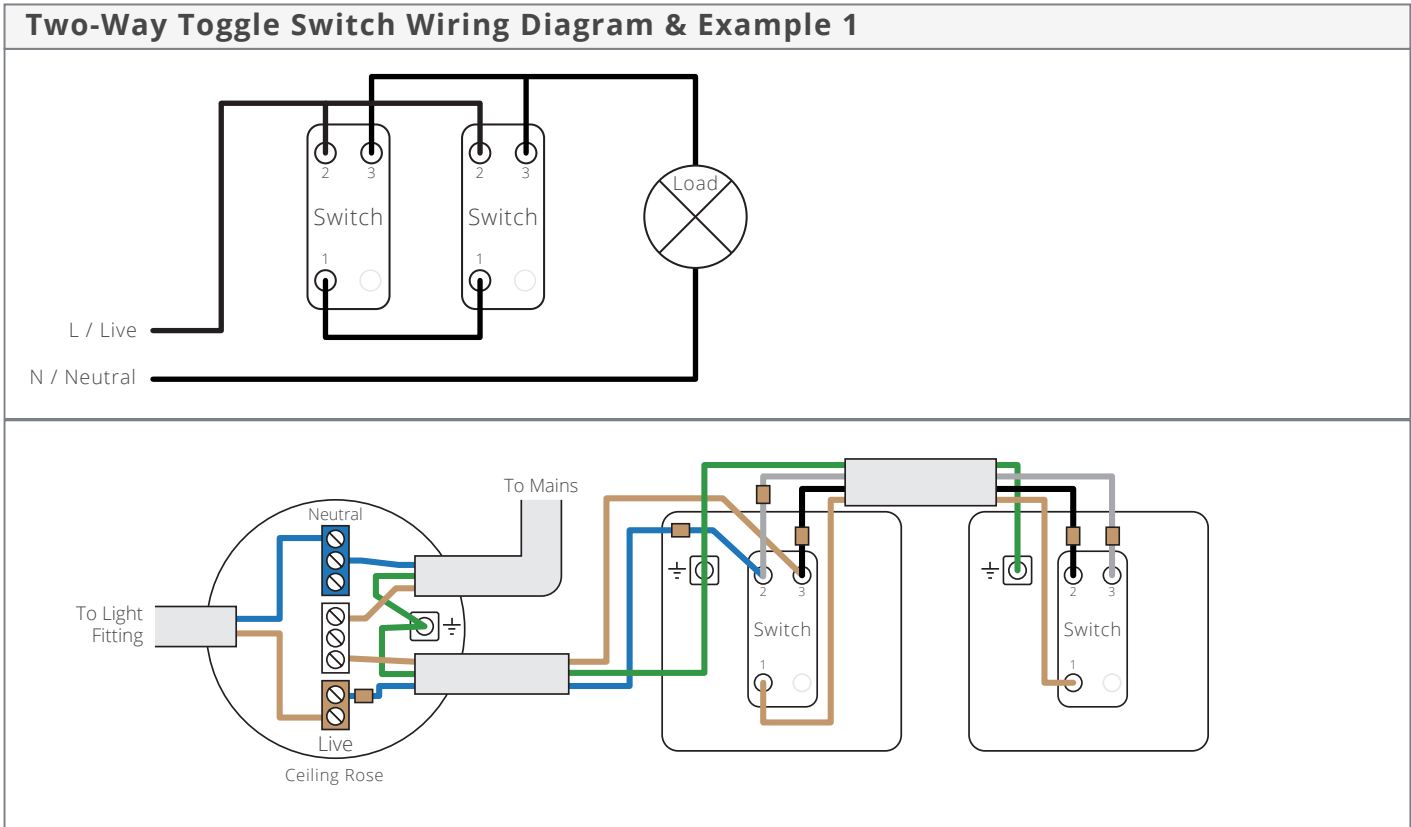 Two-Way Toggle Switch Wiring Diagram & Example 1
2 3
2 3
Load
Switch
Switch
1
1
L / Live
N / Neutral
To Mains
Neutral
To Light
Fitting
2 3
2 3
Switch
Switch
1
1
Live
Ceiling Rose